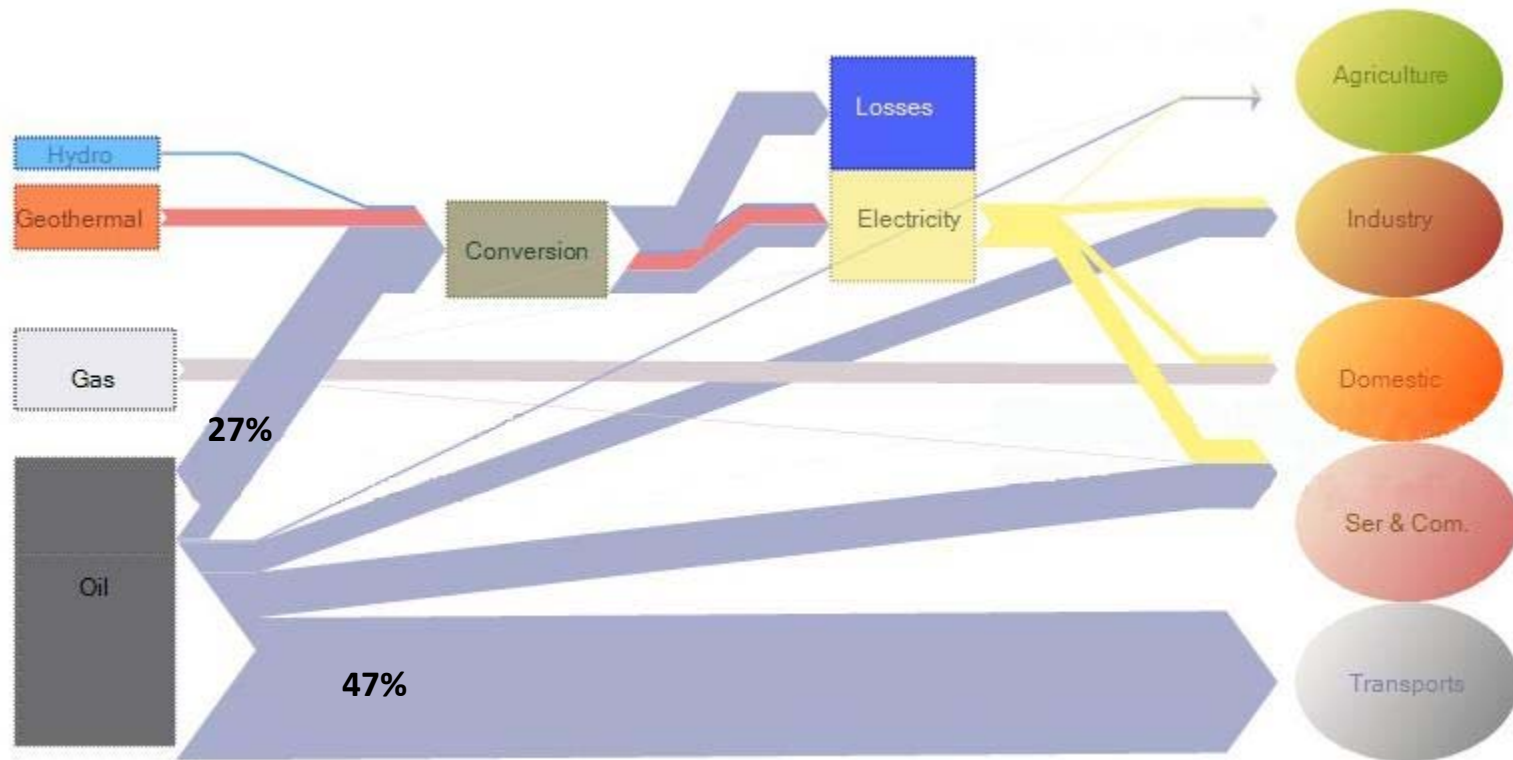 Agriculture
Losses
Hydro
Geothermal
Electricity
Industry
Conversion
Gas
Domestic
27%
Ser & Com.
Oil
47%
Transports